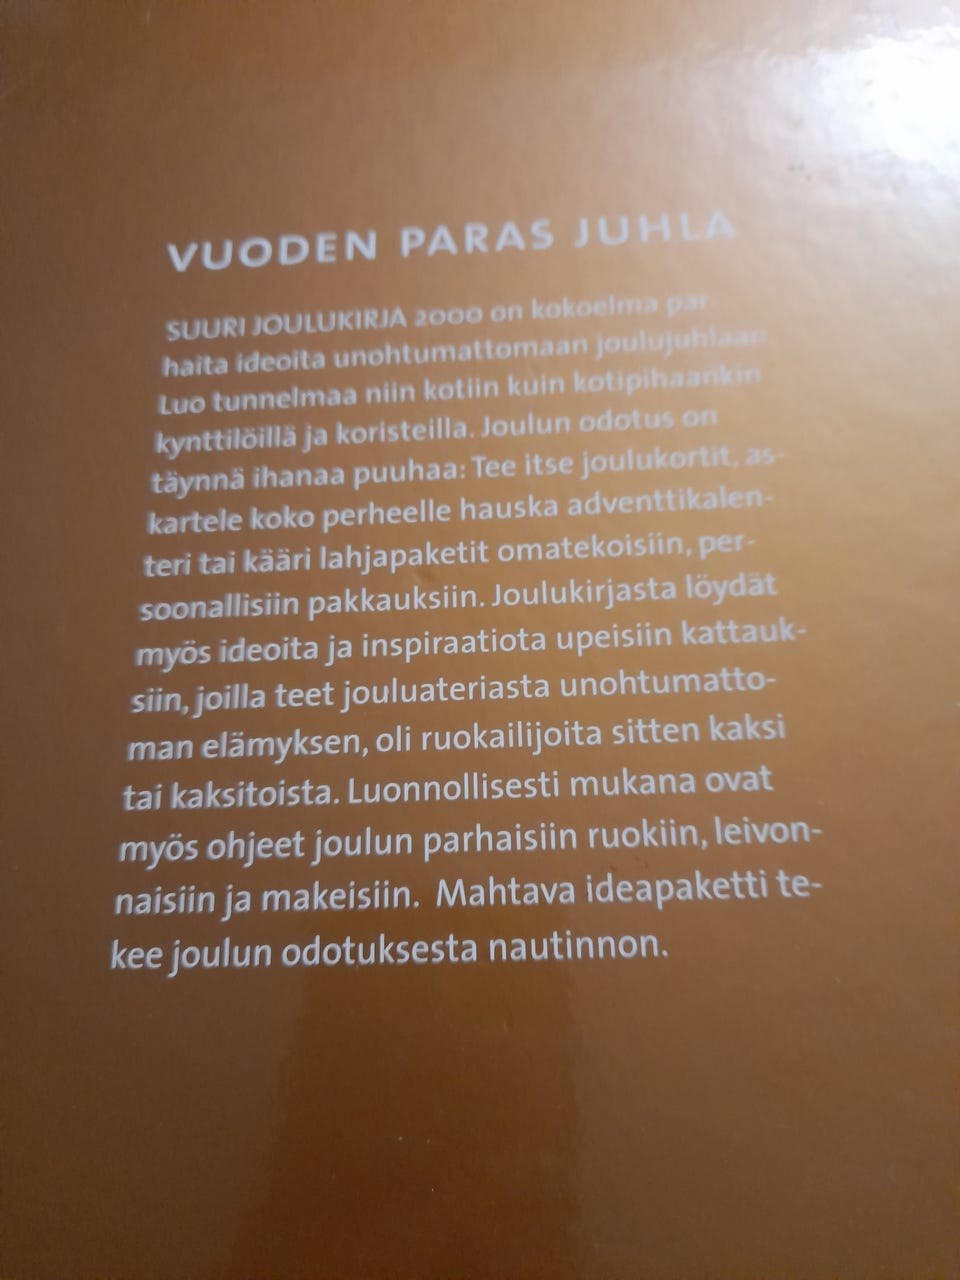 VUODEN PARAS JUHLA
SUURI JOULUKIRJA 2000 on kokoelma par
haita ideoita unohtumattomaan joulujuhlaan.
Luo tunnelmaa niin kotiin kuin kotipihaankin
kynttilöillä ja koristeilla. Joulun odotus on
täynnä ihanaa puuhaa: Tee itse joulukortit, as-
kartele koko perheelle hauska adventtikalen-
teri tai kääri lahjapaketit omatekoisiin, per-
soonallisiin pakkauksiin. Joulukirjasta löydät
myös ideoita ja inspiraatiota upeisiin kattauk-
siin, joilla teet jouluateriasta unohtumatto-
man elämyksen, oli ruokailijoita sitten kaksi
tai kaksitoista. Luonnollisesti mukana ovat
myös ohjeet joulun parhaisiin ruokiin, leivon-
naisiin ja makeisiin. Mahtava ideapaketti te-
kee joulun odotuksesta nautinnon.